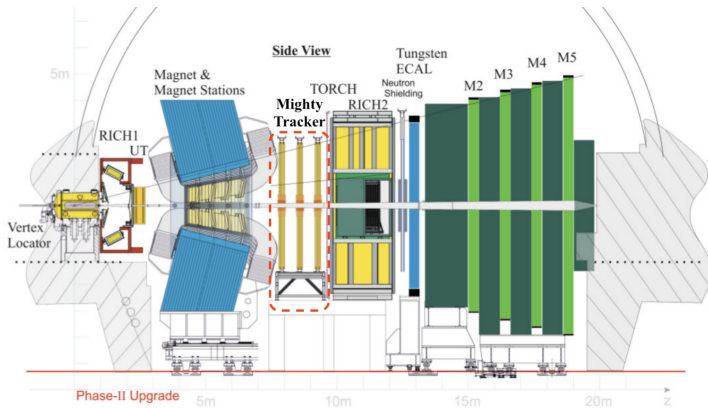 Side View
5m
Magnet &
Magnet Stations
Tungsten
ECAL
Neutron
Shielding
M2
M3
M4
M5
TORCH
RICH2
Mighty
Tracker
RICH1
UT
Vertex
Locator
Phase-II Upgrade
5m
10m
15m
20m
z